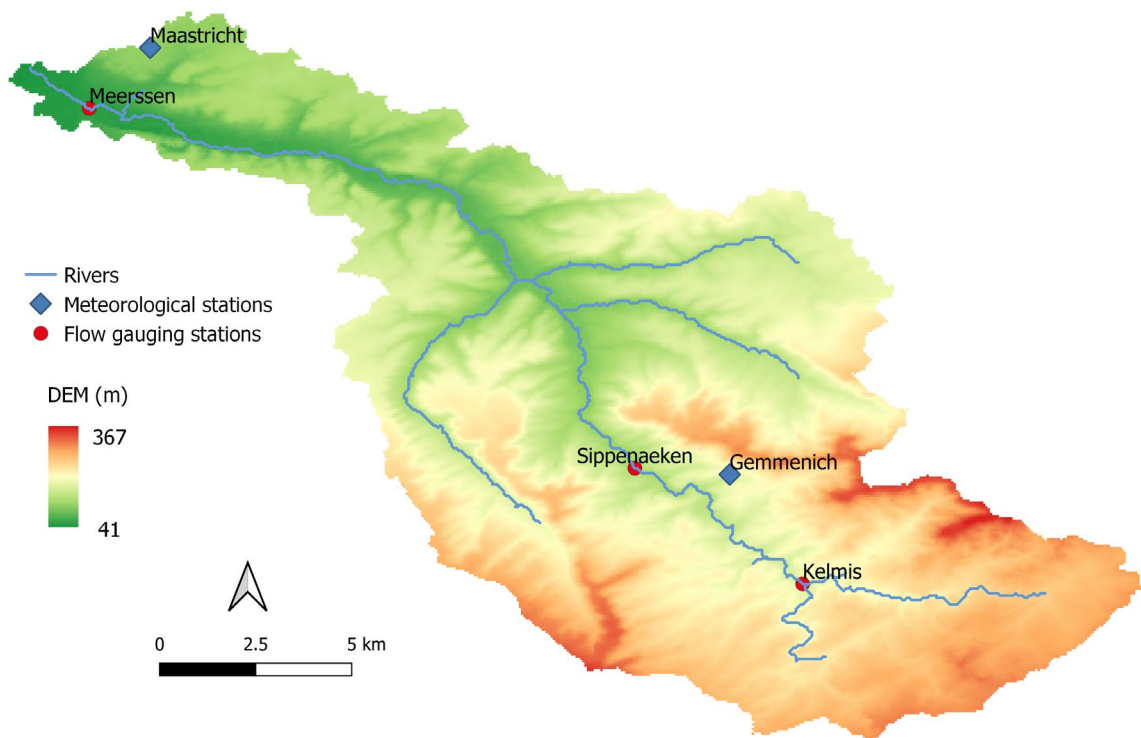 Maastricht
Meerssen
Rivers
Meteorological stations
Flow gauging stations
DEM (m)
367
41
Sippenaeken
Gemmenich
Kelmis
0 2.5 5 km